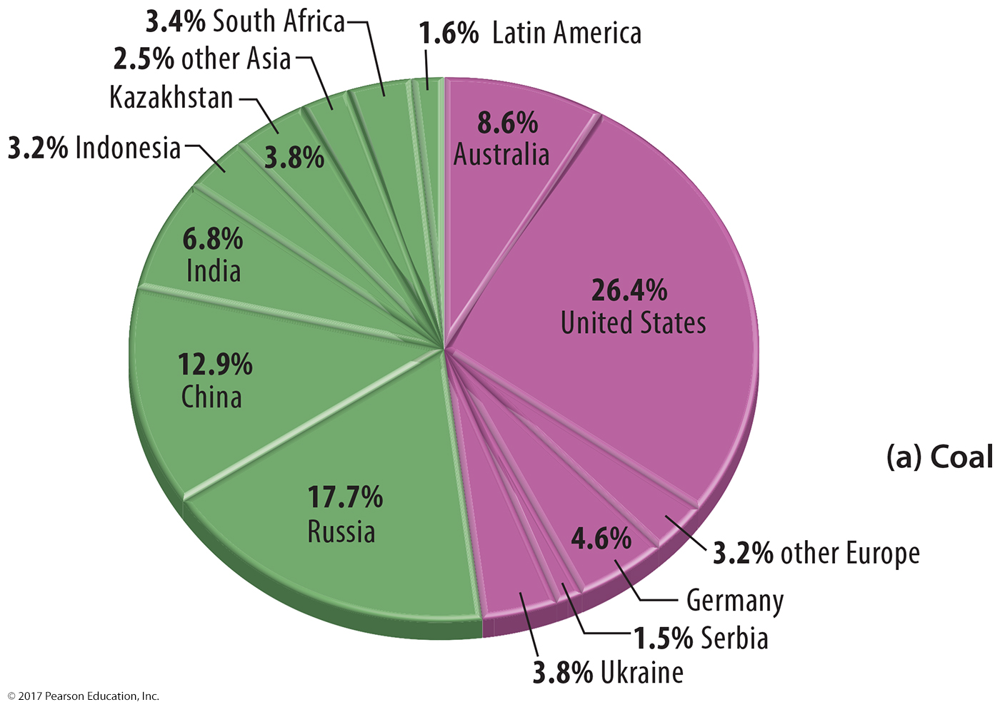 3.4% South Africa
1.6% Latin America
2.5% other Asia
Kazakhstan
3.8%
3.2% Indonesia
8.6%
Australia
6.8%
India
26.4%
United States
12.9%
China
(a) Coal
17.7%
Russia
4.6%
3.2% other Europe
Germany
1.5% Serbia
3.8% Ukraine
© 2017 Pearson Education, Inc.